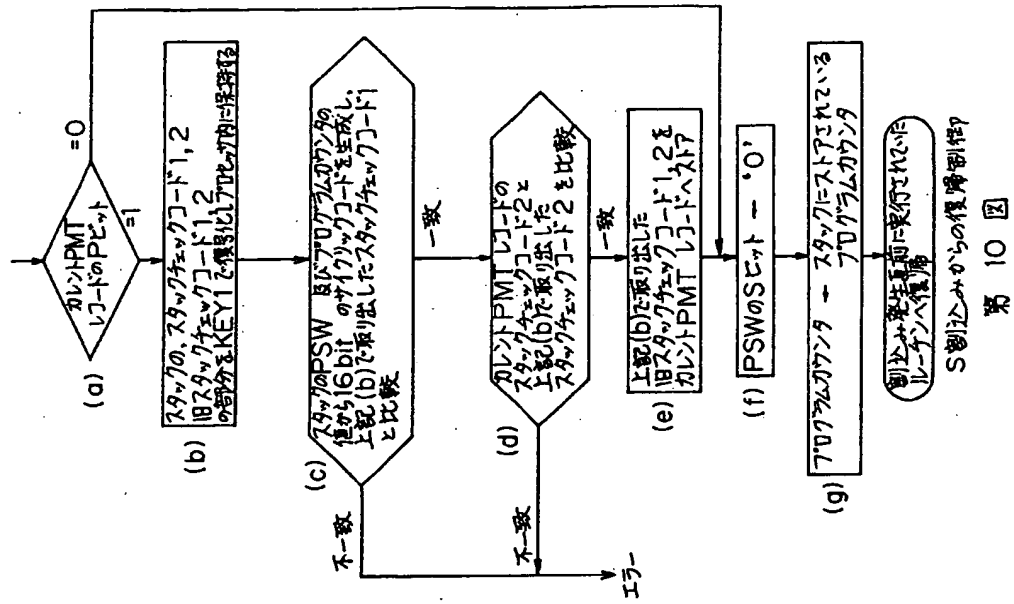 (a)
カレントPMT
レコードのPビット
=0
=1
(b)
スタックの、スタックチェックコード1,2
旧スタックチェックコード1,2
の部分をKEY1で復号化しプロセッサ内に保持する
(c)
スタックのPSW 及びプログラムカウンタの
値から16bit のサイクリックコードを生成し,
上記(b)で取り出したスタックチェックコード1
と比較
不一致
一致
(d)
カレントPMTレコードの
スタックチェックコード2と
上記(b)で取り出した
スタックチェックコード2を比較
不一致
一致
エラー
(e)
上記(b)で取り出した
旧スタックチェックコード1,2を
カレントPMTレコードへストア
(f)
PSWのSビット ← '0'
(g)
プログラムカウンタ ← スタックにストアされている
プログラムカウンタ
割込み発生直前に実行されていた
ルーチンへ復帰
S割込みからの復帰制御
第 10 図